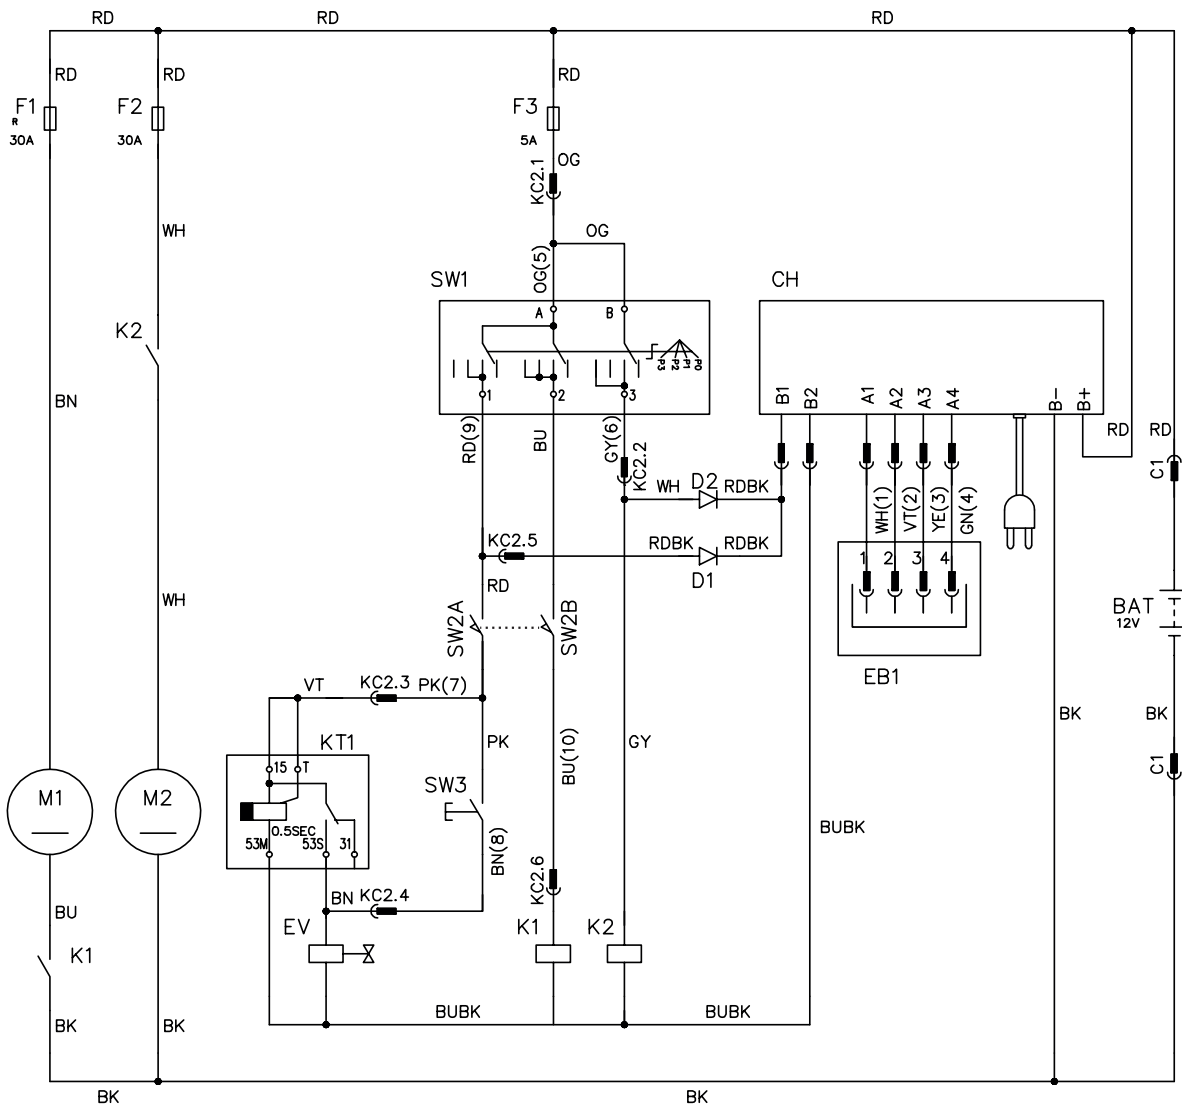 RD
RD
RD
RD
RD
RD
F1
R
30A
F2
30A
F3
5A
OG
KC2.1
WH
OG
OG(5)
SW1
CH
A
B
K2
P3
P2
P1
P0
1
2
3
B1
B2
A1
A2
A3
A4
B-
B+
BN
RD(9)
BU
GY(6)
KC2.2
RD
RD
C1
WH
D2
RDBK
WH(1)
VT(2)
YE(3)
GN(4)
KC2.5
RDBK
RDBK
D1
1
2
3
4
RD
WH
SW2A
SW2B
BAT
12V
EB1
VT
KC2.3
PK(7)
BK
BK
KT1
PK
BU(10)
GY
15
T
C1
M1
M2
SW3
0.5SEC
53M
53S
31
BN(8)
BUBK
KC2.6
BN
KC2.4
BU
EV
K1
K2
K1
BUBK
BUBK
BK
BK
BK
BK